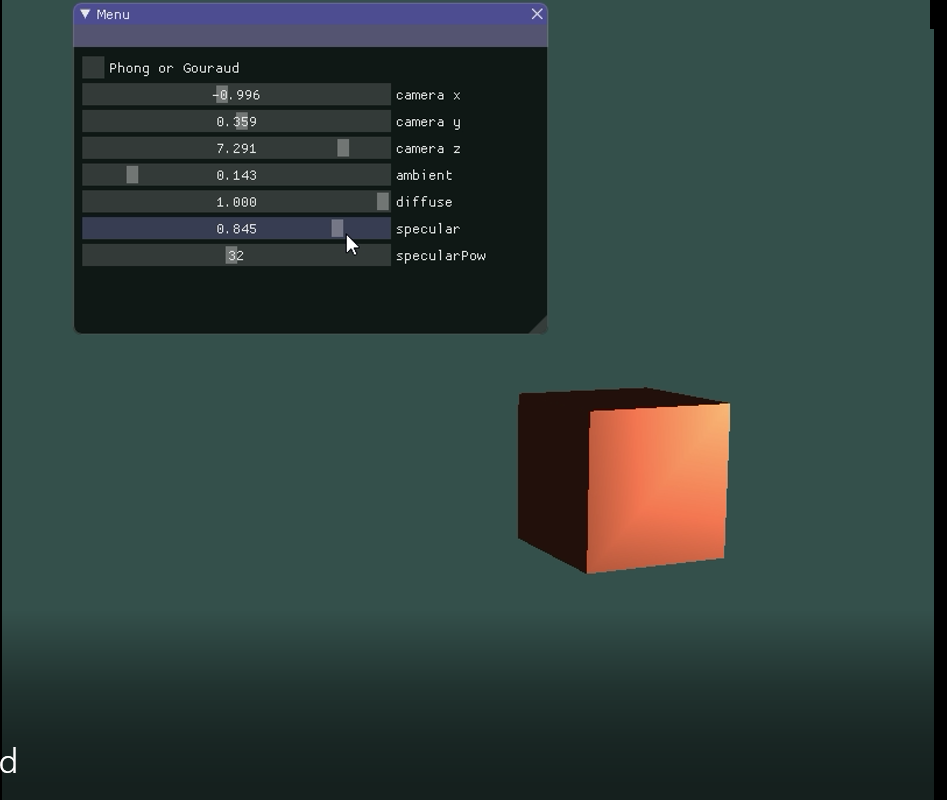 Menu
Phong or Gouraud
-0.996 camera x
0.359 camera y
7.291 camera z
0.143 ambient
1.000 diffuse
0.845 specular
32 specularPow
d